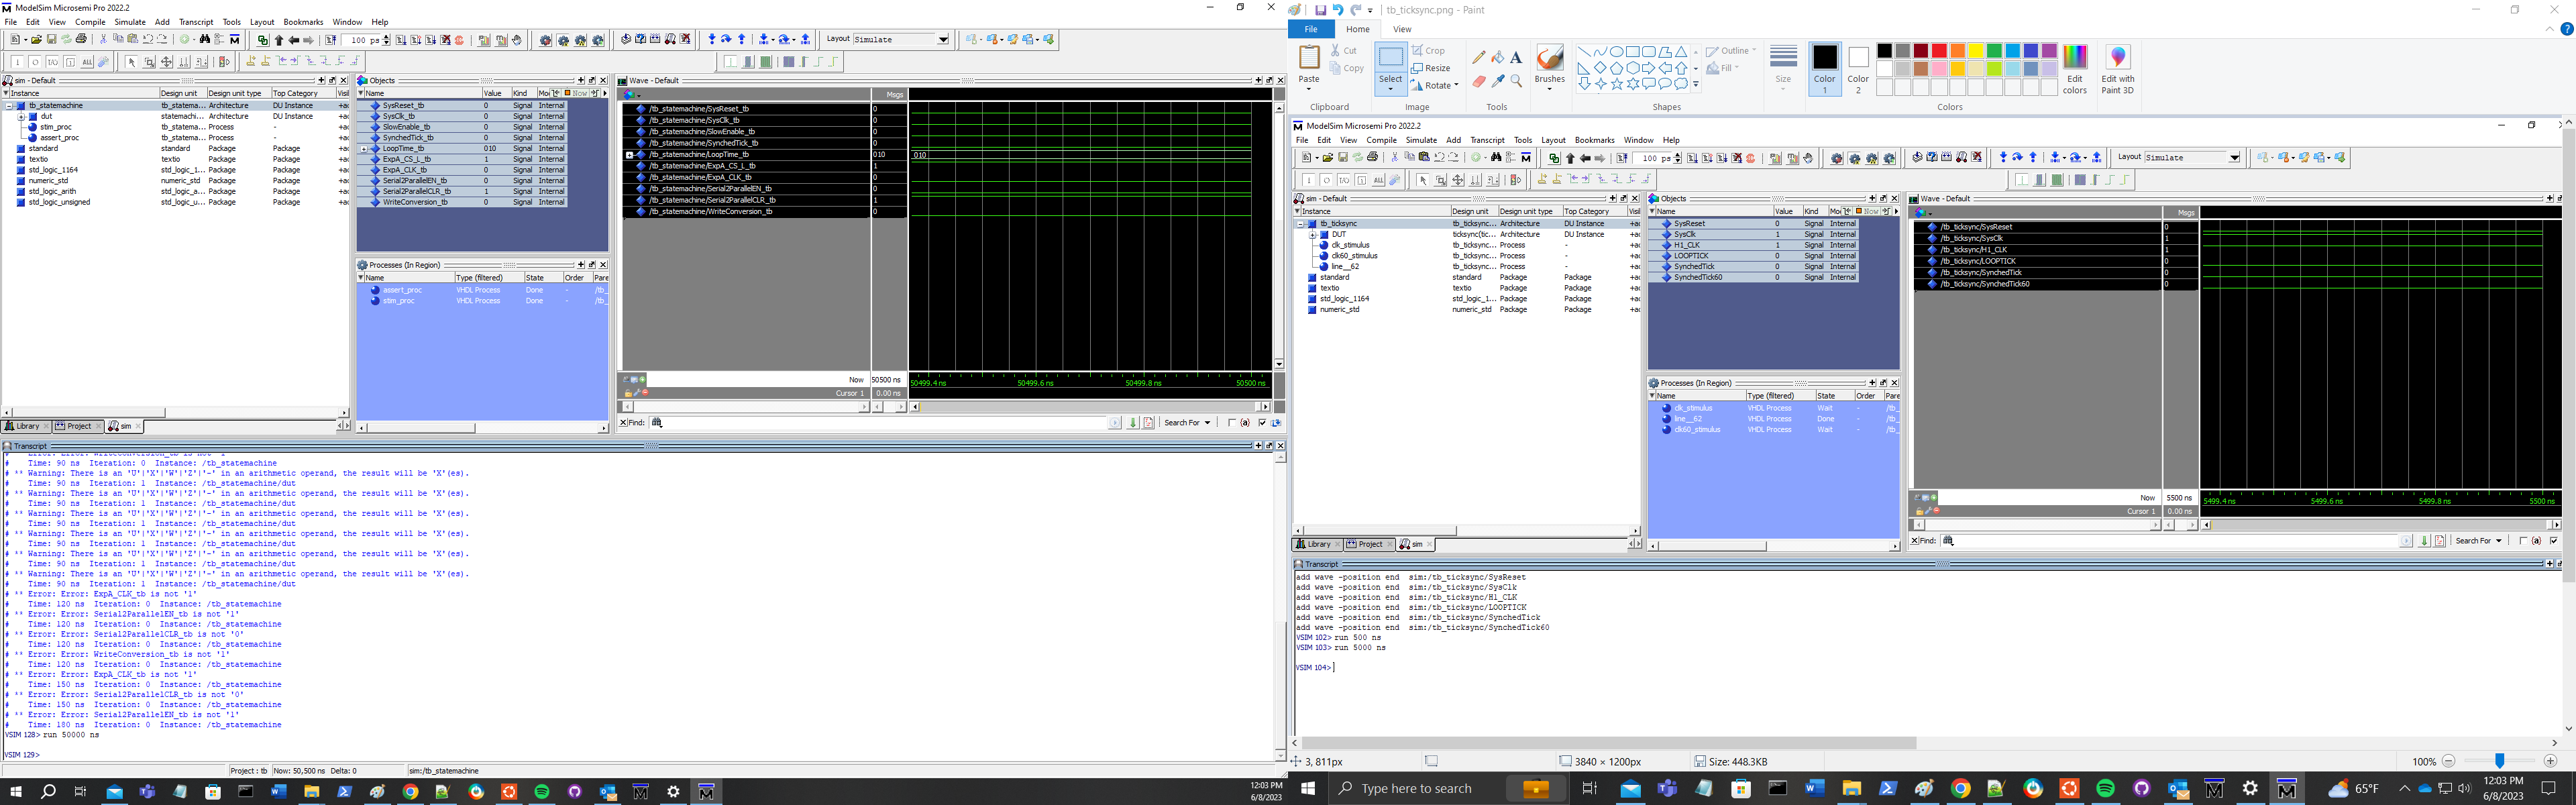 ModelSim Microsemi Pro 2022.2
File Edit View Compile Simulate Add Transcript Tools Layout Bookmarks Window Help
100 ps
Layout Simulate
ALL
sim - Default
Instance Design unit Design unit type Top Category
tb_statemachine tb_statema... Architecture DU Instance
dut statemachi... Architecture DU Instance
stim_proc tb_statema... Process -
assert_proc tb_statema... Process -
standard standard Package Package
textio textio Package Package
std_logic_1164 std_logic_1... Package Package
numeric_std numeric_std Package Package
std_logic_arith std_logic_a... Package Package
std_logic_unsigned std_logic_u... Package Package
Library Project sim
Objects
Name Value Kind Mode Now
SysReset_tb 0 Signal Internal
SysClk_tb 0 Signal Internal
SlowEnable_tb 0 Signal Internal
SynchedTick_tb 0 Signal Internal
LoopTime_tb 010 Signal Internal
ExpA_CS_L_tb 1 Signal Internal
ExpA_CLK_tb 0 Signal Internal
Serial2ParallelEN_tb 0 Signal Internal
Serial2ParallelCLR_tb 1 Signal Internal
WriteConversion_tb 0 Signal Internal
Processes (In Region)
Name Type (filtered) State Order Pare
assert_proc VHDL Process Done - /tb_
stim_proc VHDL Process Done - /tb_
Wave - Default
Msgs
/tb_statemachine/SysReset_tb 0
/tb_statemachine/SysClk_tb 0
/tb_statemachine/SlowEnable_tb 0
/tb_statemachine/SynchedTick_tb 0
/tb_statemachine/LoopTime_tb 010 010
/tb_statemachine/ExpA_CS_L_tb 1
/tb_statemachine/ExpA_CLK_tb 0
/tb_statemachine/Serial2ParallelEN_tb 0
/tb_statemachine/Serial2ParallelCLR_tb 1
/tb_statemachine/WriteConversion_tb 0
Now 50500 ns 50499.4 ns 50499.6 ns 50499.8 ns 50500 ns
Cursor 1 0.00 ns
Find: Search For
Transcript
# Error: Error: WriteConversion_tb is not '1'
# Time: 90 ns Iteration: 0 Instance: /tb_statemachine
# ** Warning: There is an 'U'|'X'|'W'|'Z'|'-' in an arithmetic operand, the result will be 'X'(es).
# Time: 90 ns Iteration: 1 Instance: /tb_statemachine/dut
# ** Warning: There is an 'U'|'X'|'W'|'Z'|'-' in an arithmetic operand, the result will be 'X'(es).
# Time: 90 ns Iteration: 1 Instance: /tb_statemachine/dut
# ** Warning: There is an 'U'|'X'|'W'|'Z'|'-' in an arithmetic operand, the result will be 'X'(es).
# Time: 90 ns Iteration: 1 Instance: /tb_statemachine/dut
# ** Warning: There is an 'U'|'X'|'W'|'Z'|'-' in an arithmetic operand, the result will be 'X'(es).
# Time: 90 ns Iteration: 1 Instance: /tb_statemachine/dut
# ** Warning: There is an 'U'|'X'|'W'|'Z'|'-' in an arithmetic operand, the result will be 'X'(es).
# Time: 90 ns Iteration: 1 Instance: /tb_statemachine/dut
# ** Warning: There is an 'U'|'X'|'W'|'Z'|'-' in an arithmetic operand, the result will be 'X'(es).
# Time: 90 ns Iteration: 1 Instance: /tb_statemachine/dut
# ** Error: Error: ExpA_CLK_tb is not '1'
# Time: 120 ns Iteration: 0 Instance: /tb_statemachine
# ** Error: Error: Serial2ParallelEN_tb is not '1'
# Time: 120 ns Iteration: 0 Instance: /tb_statemachine
# ** Error: Error: Serial2ParallelCLR_tb is not '0'
# Time: 120 ns Iteration: 0 Instance: /tb_statemachine
# ** Error: Error: WriteConversion_tb is not '1'
# Time: 120 ns Iteration: 0 Instance: /tb_statemachine
# ** Error: Error: ExpA_CLK_tb is not '1'
# Time: 150 ns Iteration: 0 Instance: /tb_statemachine
# ** Error: Error: Serial2ParallelCLR_tb is not '0'
# Time: 150 ns Iteration: 0 Instance: /tb_statemachine
# ** Error: Error: Serial2ParallelEN_tb is not '1'
# Time: 180 ns Iteration: 0 Instance: /tb_statemachine
VSIM 128> run 50000 ns
VSIM 129>
Project : tb Now: 50,500 ns Delta: 0 sim:/tb_statemachine
12:03 PM
6/8/2023
tb_ticksync.png - Paint
File Home View
Paste Cut Copy Clipboard
Select Crop Resize Rotate Image
Tools
Brushes
Outline Fill Shapes
Size
Color 1 Color 2 Edit colors Colors
Edit with Paint 3D
ModelSim Microsemi Pro 2022.2
File Edit View Compile Simulate Add Transcript Tools Layout Bookmarks Window Help
100 ps
Layout Simulate
ALL
sim - Default
Instance Design unit Design unit type Top Category Visi
tb_ticksync tb_ticksync... Architecture DU Instance
DUT ticksync(tic... Architecture DU Instance
clk_stimulus tb_ticksync... Process -
clk60_stimulus tb_ticksync... Process -
line__62 tb_ticksync... Process -
standard standard Package Package
textio textio Package Package
std_logic_1164 std_logic_1... Package Package
numeric_std numeric_std Package Package
Library Project sim
Objects
Name Value Kind Now
SysReset 0 Signal Internal
SysClk 1 Signal Internal
H1_CLK 1 Signal Internal
LOOPTICK 0 Signal Internal
SynchedTick 0 Signal Internal
SynchedTick60 0 Signal Internal
Processes (In Region)
Name Type (filtered) State Order Pare
clk_stimulus VHDL Process Wait - /tb_
line__62 VHDL Process Done - /tb_
clk60_stimulus VHDL Process Wait - /tb_
Wave - Default
Msgs
/tb_ticksync/SysReset 0
/tb_ticksync/SysClk 1
/tb_ticksync/H1_CLK 1
/tb_ticksync/LOOPTICK 0
/tb_ticksync/SynchedTick 0
/tb_ticksync/SynchedTick60 0
Now 5500 ns 5499.4 ns 5499.6 ns 5499.8 ns 5500 ns
Cursor 1 0.00 ns
Find: Search For
Transcript
add wave -position end sim:/tb_ticksync/SysReset
add wave -position end sim:/tb_ticksync/SysClk
add wave -position end sim:/tb_ticksync/H1_CLK
add wave -position end sim:/tb_ticksync/LOOPTICK
add wave -position end sim:/tb_ticksync/SynchedTick
add wave -position end sim:/tb_ticksync/SynchedTick60
VSIM 102> run 500 ns
VSIM 103> run 5000 ns
VSIM 104>
3, 811px 3840 × 1200px Size: 448.3KB 100%
Type here to search
65°F
12:03 PM
6/8/2023